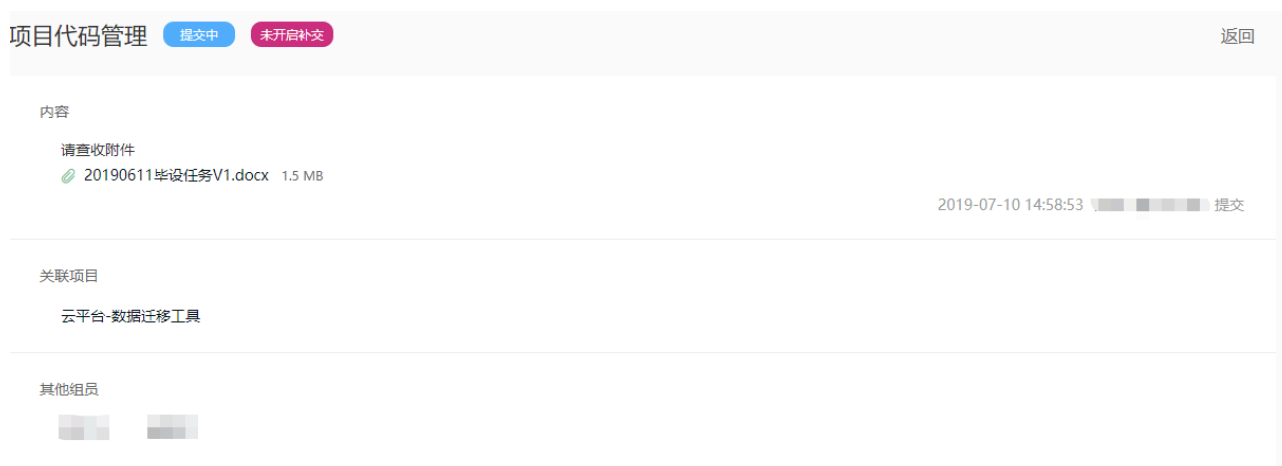 项目代码管理 提交中 未开启补交 返回
内容
请查收附件
20190611毕设任务V1.docx 1.5 MB
2019-07-10 14:58:53 提交
关联项目
云平台-数据迁移工具
其他组员